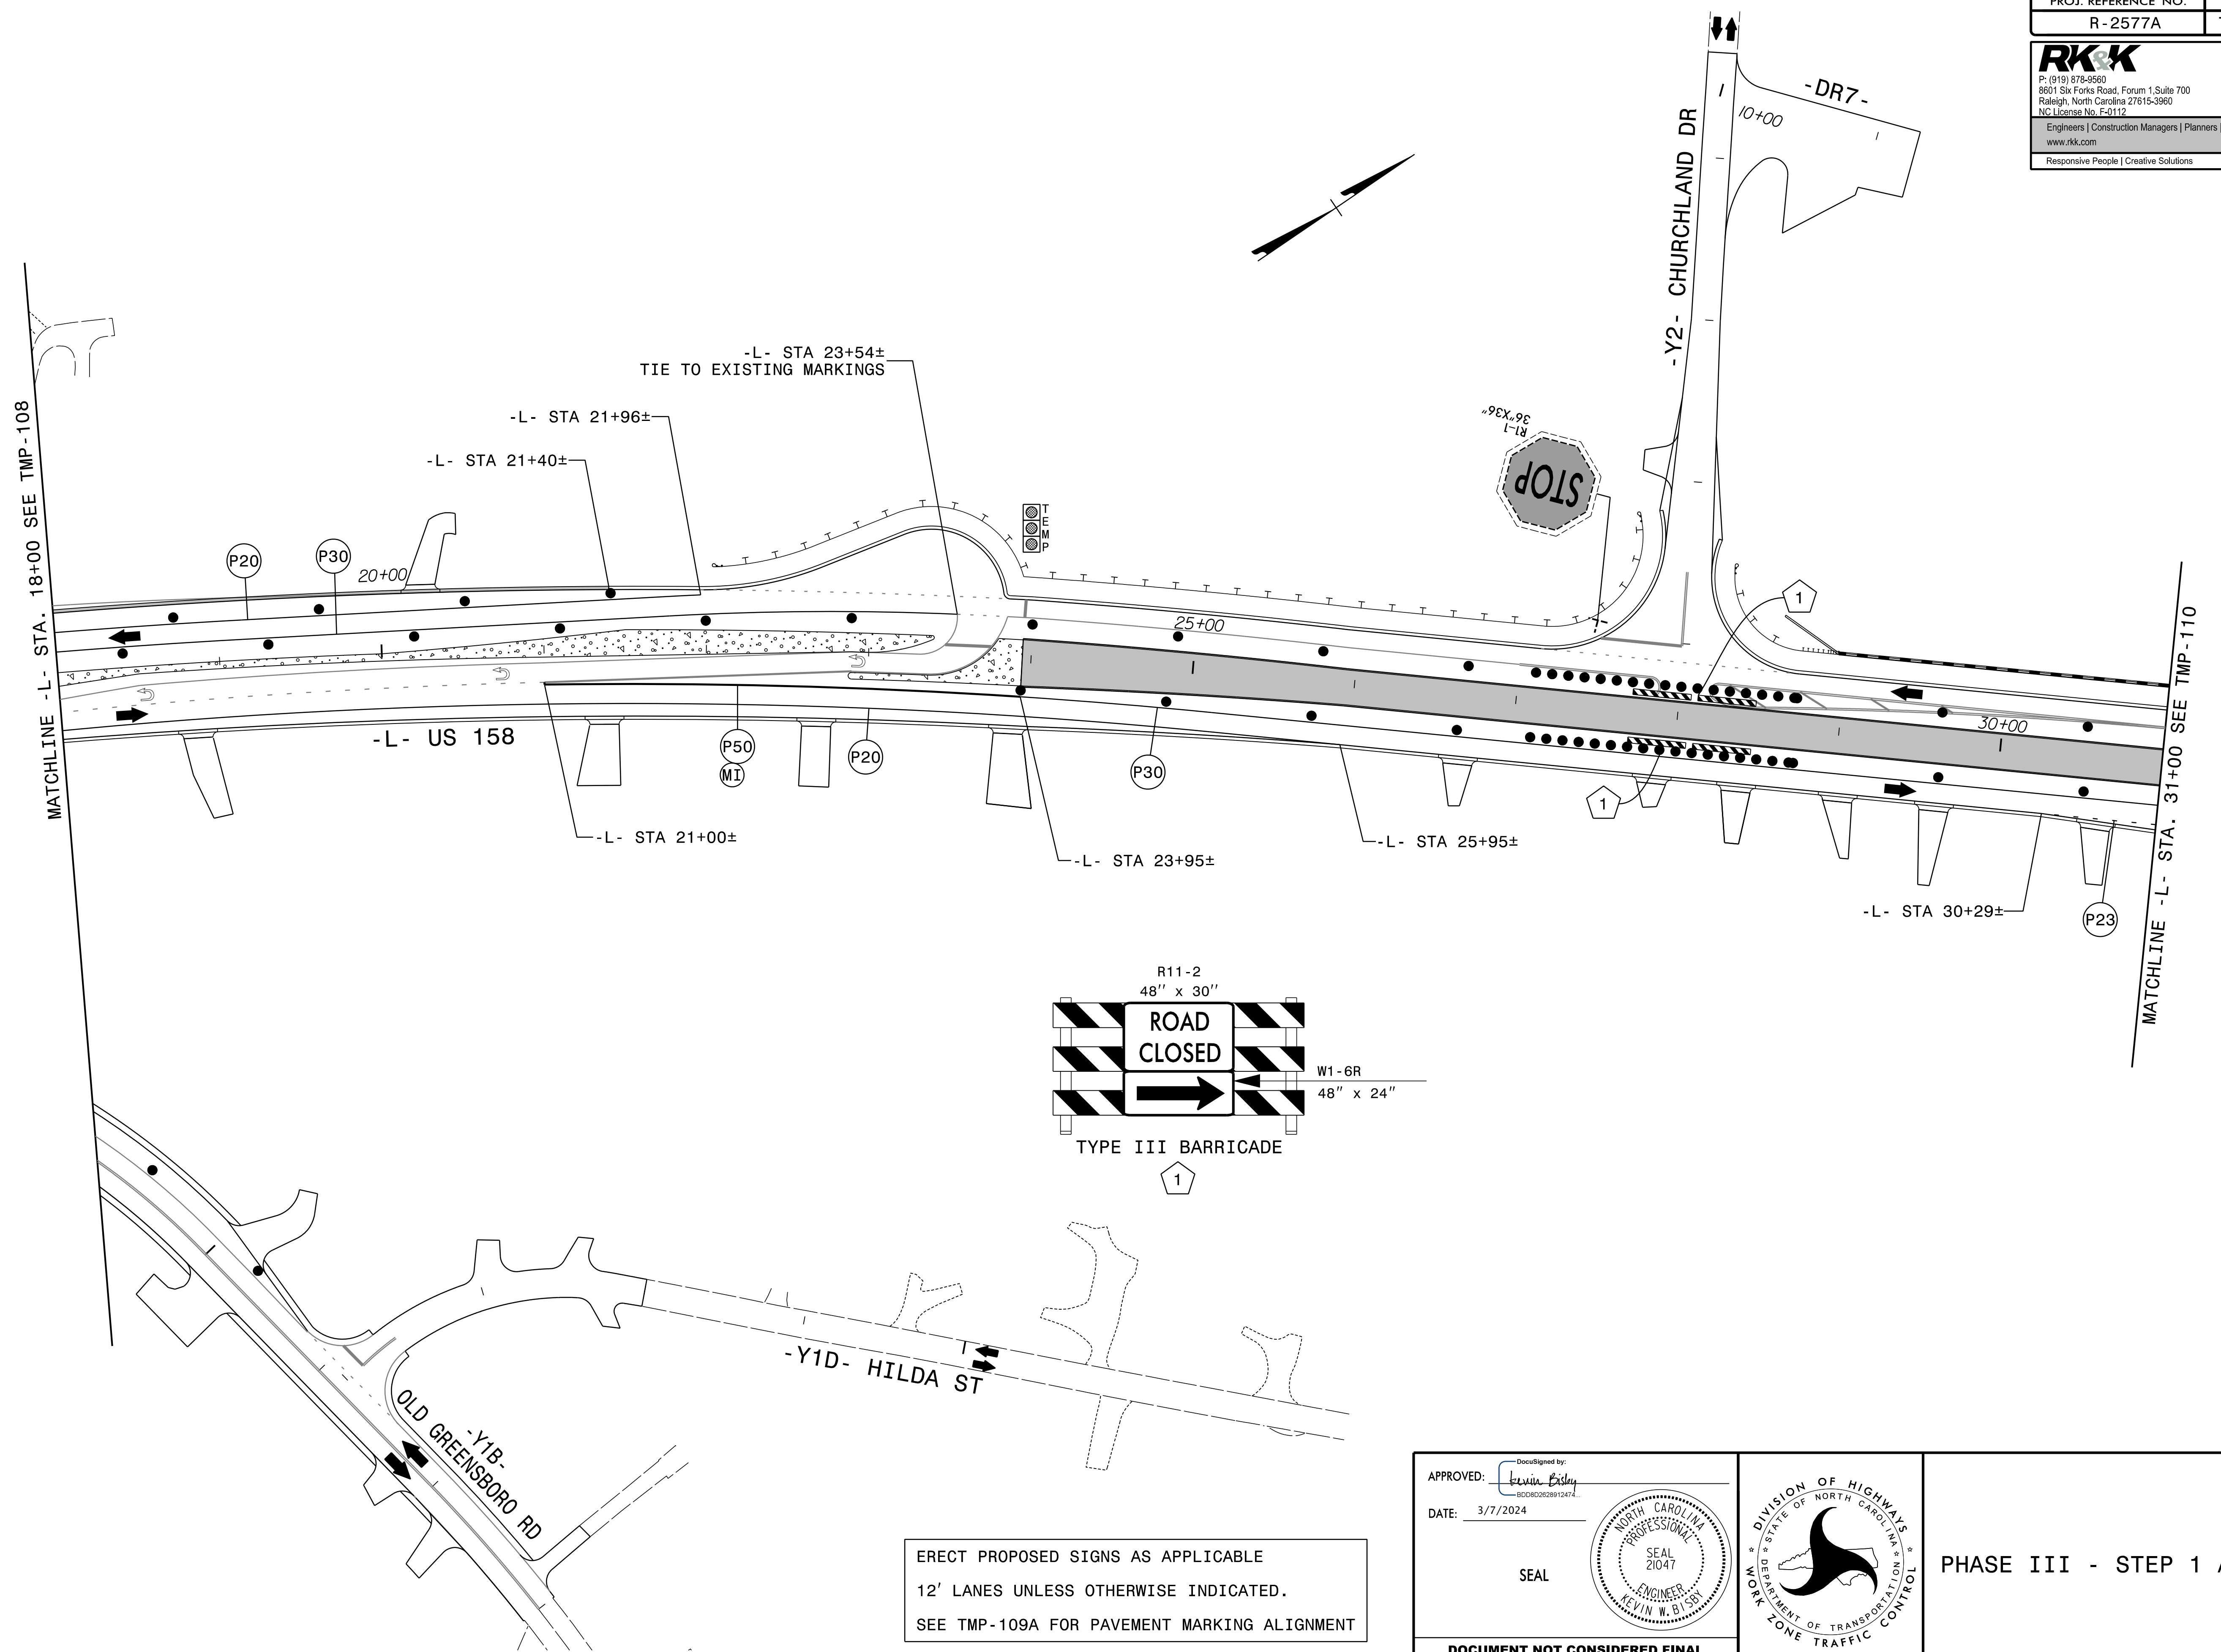 PROJ. REFERENCE NO.
R-2577A
RK&K
P: (919) 878-9560
8601 Six Forks Road, Forum 1,Suite 700
Raleigh, North Carolina 27615-3960
NC License No. F-0112
Engineers | Construction Managers | Planners |
www.rkk.com
Responsive People | Creative Solutions
-DR7-
10+00
-Y2- CHURCHLAND DR
-L- STA 23+54±
TIE TO EXISTING MARKINGS
-L- STA 21+96±
-L- STA 21+40±
R1-1
36"X36"
STOP
TEMP
MATCHLINE -L- STA. 18+00 SEE TMP-108
P20
P30
20+00
25+00
1
30+00
MATCHLINE -L- STA. 31+00 SEE TMP-110
-L- US 158
P50
MI
P20
P30
1
-L- STA 21+00±
-L- STA 23+95±
-L- STA 25+95±
-L- STA 30+29±
P23
R11-2
48" x 30"
ROAD
CLOSED
W1-6R
48" x 24"
TYPE III BARRICADE
1
-Y1D- HILDA ST
-Y1B-
OLD GREENSBORO RD
ERECT PROPOSED SIGNS AS APPLICABLE
12' LANES UNLESS OTHERWISE INDICATED.
SEE TMP-109A FOR PAVEMENT MARKING ALIGNMENT
APPROVED:
DocuSigned by:
Kevin Bisby
BDD8D2628912474...
DATE: 3/7/2024
SEAL
NORTH CAROLINA
PROFESSIONAL
SEAL
21047
ENGINEER
KEVIN W. BISBY
DOCUMENT NOT CONSIDERED FINAL
DIVISION OF HIGHWAYS
STATE OF NORTH CAROLINA
DEPARTMENT OF TRANSPORTATION
WORK ZONE TRAFFIC CONTROL
PHASE III - STEP 1